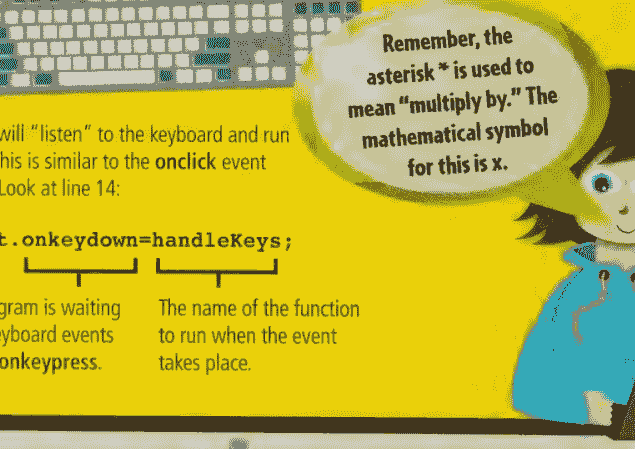 Remember, the
asterisk * is used to
mean "multiply by." The
mathematical symbol
for this is x.
will "listen" to the keyboard and run
his is similar to the onclick event
Look at line 14:
t.onkeydown=handleKeys;
gram is waiting
eyboard events
onkeypress.
The name of the function
to run when the event
takes place.